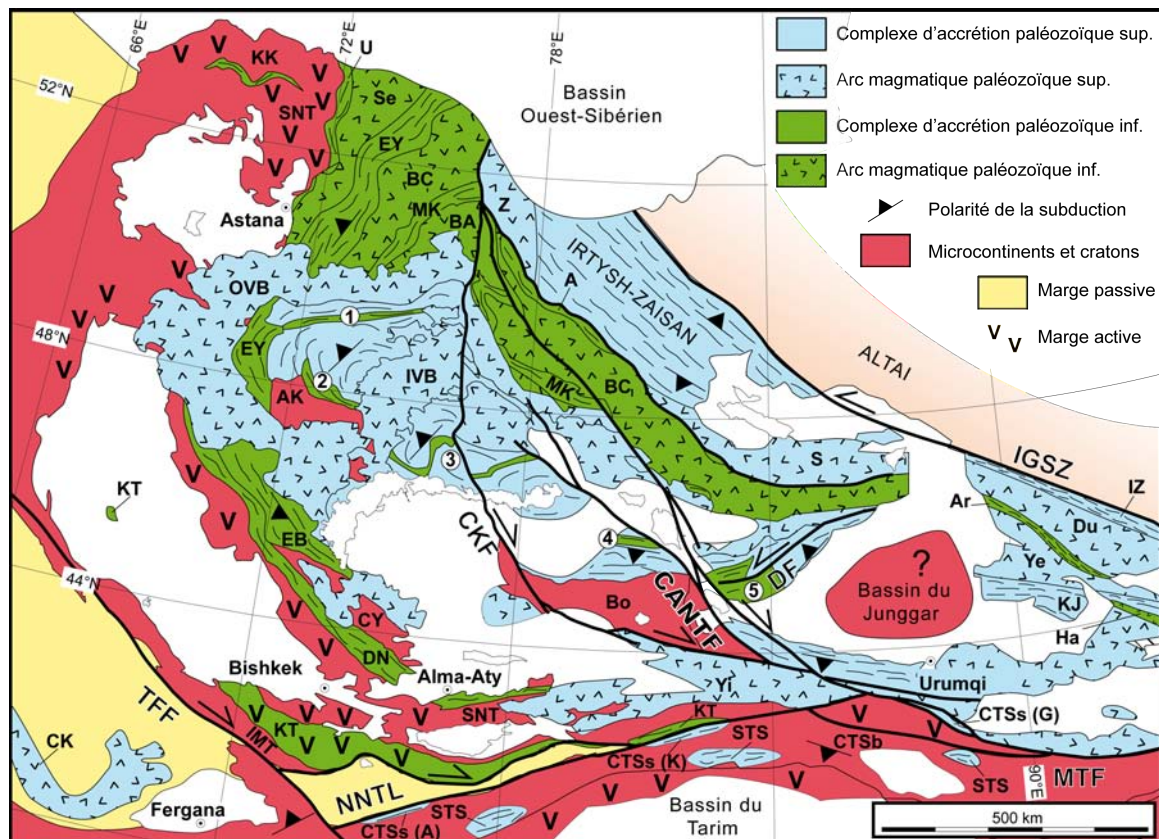 66°E
72°E
78°E
52°N
48°N
44°N
90°E
Complexe d'accrétion paléozoïque sup.
Arc magmatique paléozoïque sup.
Complexe d'accrétion paléozoïque inf.
Arc magmatique paléozoïque inf.
Polarité de la subduction
Microcontinents et cratons
Marge passive
V V Marge active
Bassin
Ouest-Sibérien
KK
SNT
U
Se
EY
BC
MK
BA
Z
Astana
OVB
IRTYSH-ZAISAN
A
ALTAI
1
EY
2
AK
IVB
MK
BC
3
S
IGSZ
IZ
Ar
Du
Ye
KJ
Ha
KT
EB
CKF
4
DF
5
?
Bassin du
Junggar
CY
Bo
CANTF
DN
Bishkek
Alma-Aty
Yi
Urumqi
TFF
SNT
KT
IMT
KT
CTSs (G)
CK
NNTL
CTSs (K)
STS
CTSb
STS
MTF
Fergana
STS
CTSs (A)
Bassin du
Tarim
500 km